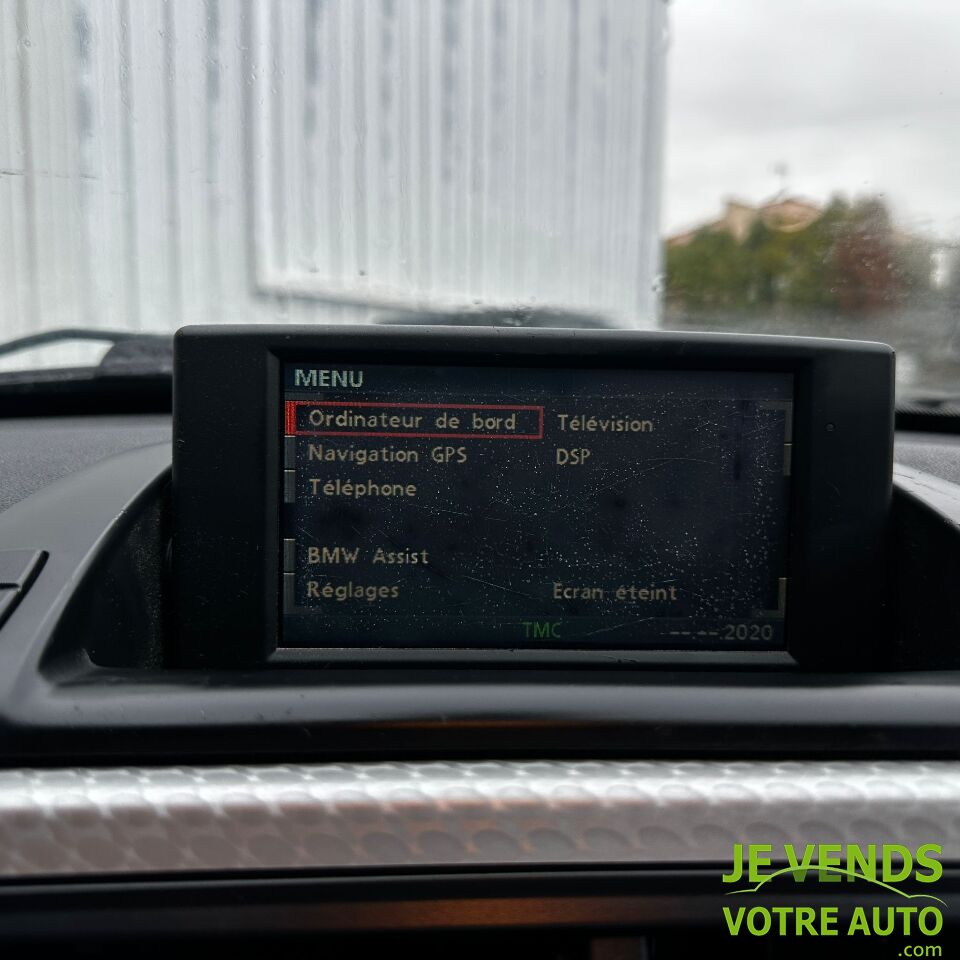 MENU
Ordinateur de bord Télévision
Navigation GPS DSP
Téléphone
BMW Assist
Réglages Ecran éteint
TMC -- -- 2020
JE VENDS
VOTRE AUTO
.com